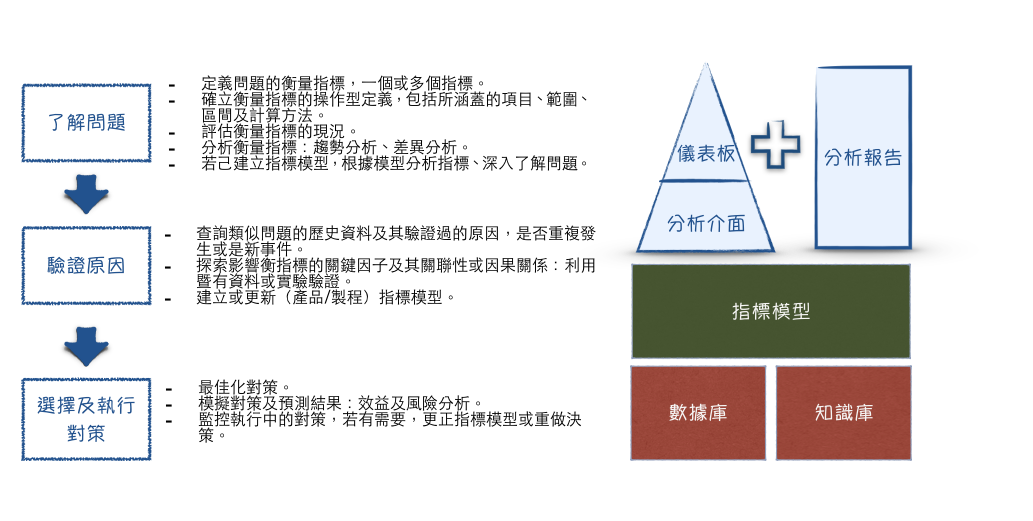 了解問題
- 定義問題的衡量指標，一個或多個指標。
- 確立衡量指標的操作型定義，包括所涵蓋的項目、範圍、
區間及計算方法。
- 評估衡量指標的現況。
- 分析衡量指標：趨勢分析、差異分析。
- 若己建立指標模型，根據模型分析指標、深入了解問題。
驗證原因
- 查詢類似問題的歷史資料及其驗證過的原因，是否重複發
生或是新事件。
- 探索影響衡指標的關鍵因子及其關聯性或因果關係：利用
暨有資料或實驗驗證。
- 建立或更新（產品/製程）指標模型。
選擇及執行
對策
- 最佳化對策。
- 模擬對策及預測結果：效益及風險分析。
- 監控執行中的對策，若有需要，更正指標模型或重做決
策。
儀表板
分析介面
分析報告
指標模型
數據庫
知識庫